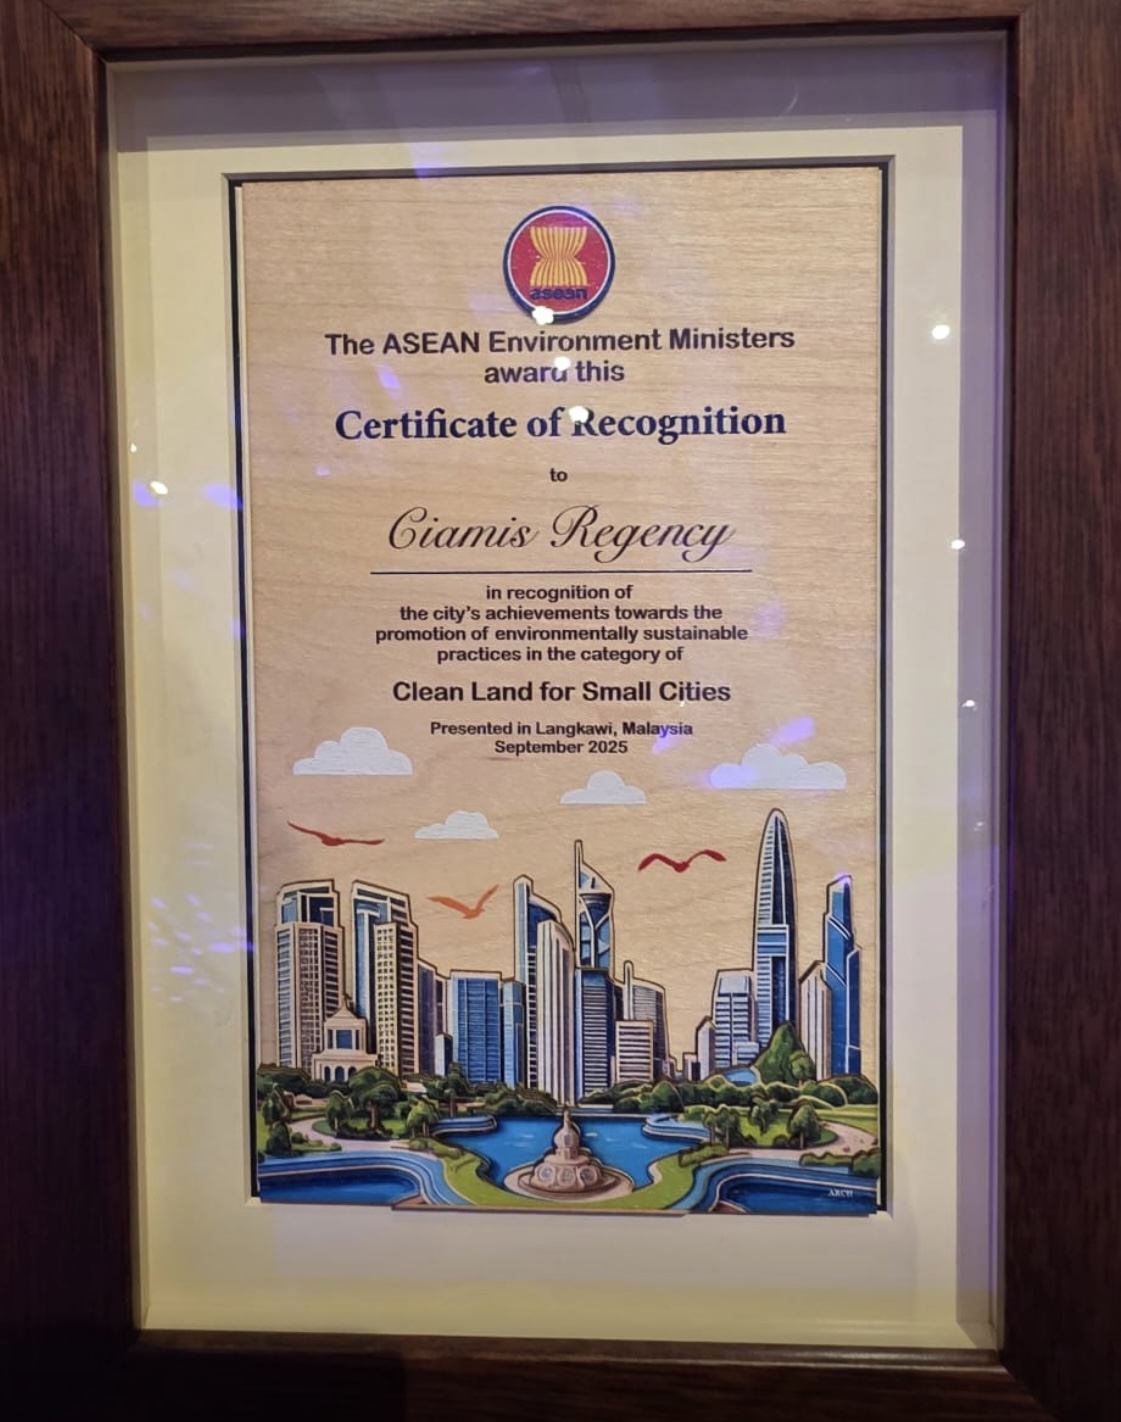 asean
The ASEAN Environment Ministers
award this
Certificate of Recognition
to
Ciamis Regency
in recognition of
the city's achievements towards the
promotion of environmentally sustainable
practices in the category of
Clean Land for Small Cities
Presented in Langkawi, Malaysia
September 2025
ARCH